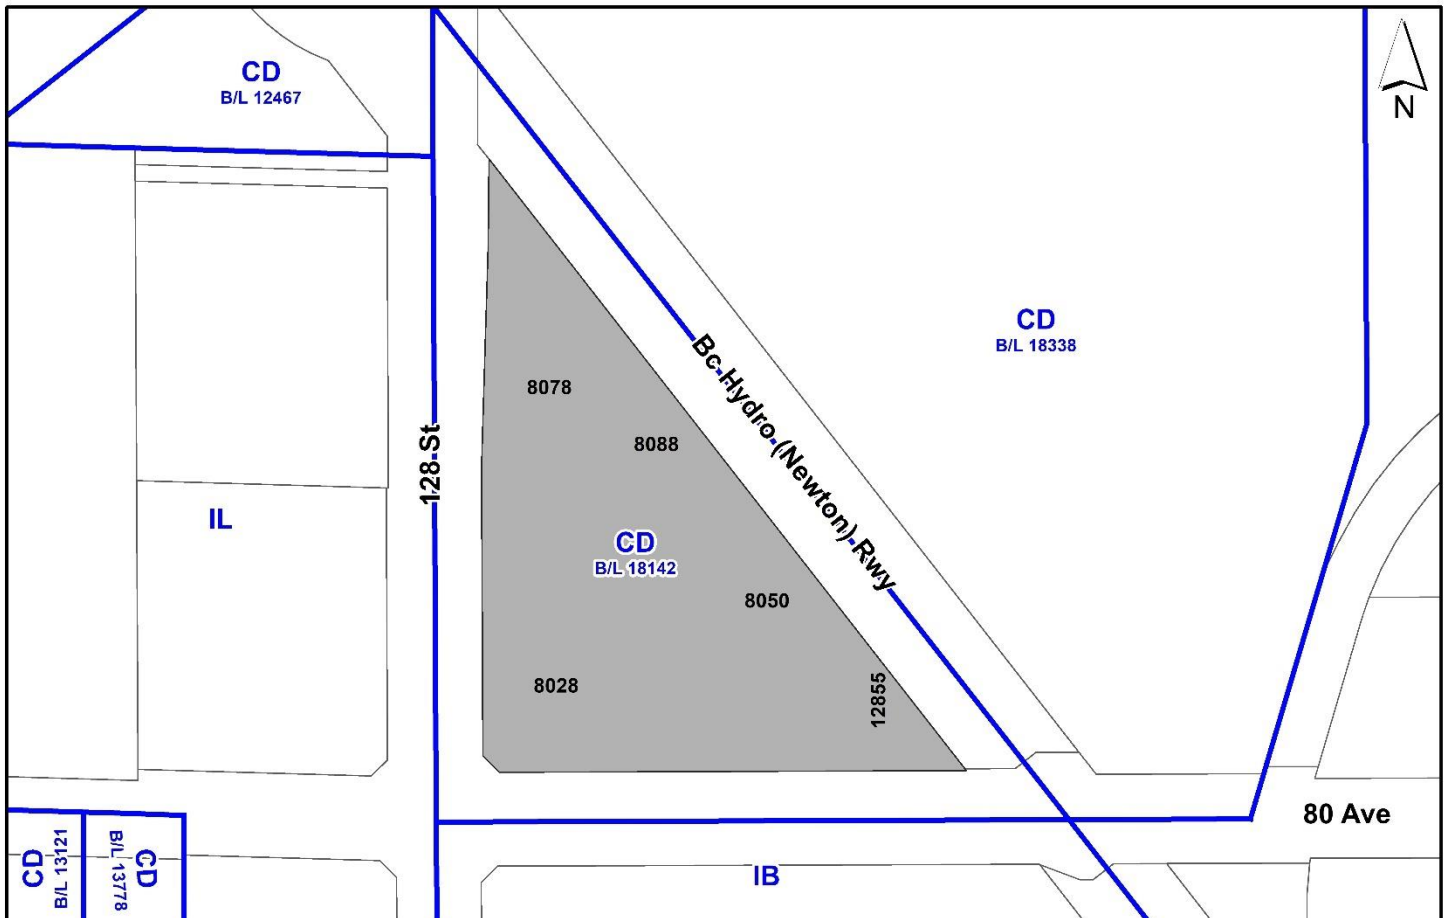 CD
B/L 12467
N
CD
B/L 18338
Bc Hydro (Newton) Rwy
8078
8088
128 St
IL
CD
B/L 18142
8050
8028
12855
80 Ave
CD
B/L 13121
CD
B/L 13778
IB